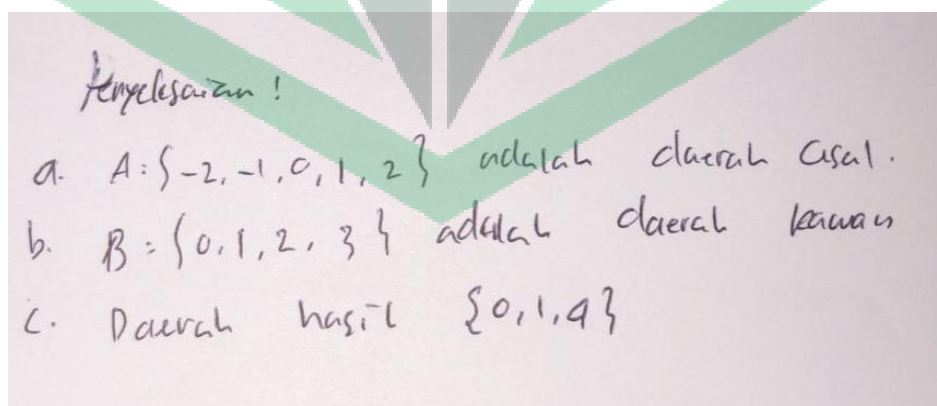 Penyelesaian !
a. A = {-2, -1, 0, 1, 2} adalah daerah asal.
b. B = {0, 1, 2, 3} adalah daerah kawan
c. Daerah hasil {0, 1, 4}